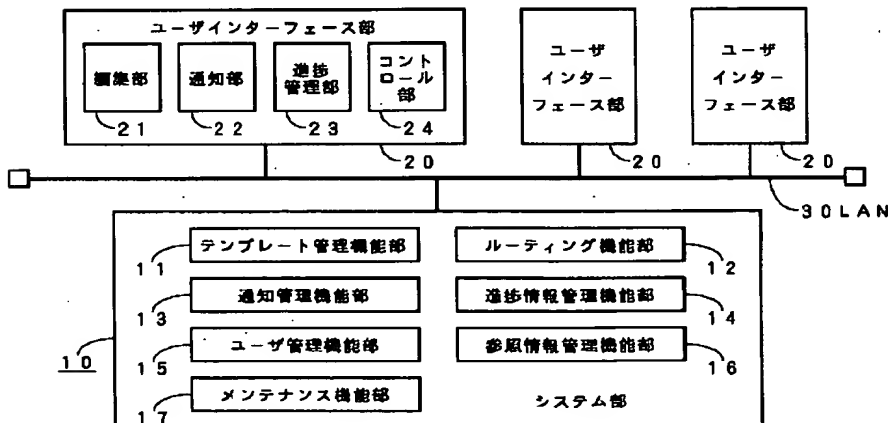 ユーザインターフェース部
編集部
通知部
進捗
管理部
コント
ロール
部
21
22
23
24
20
ユーザ
インター
フェース部
20
ユーザ
インター
フェース部
20
30LAN
テンプレート管理機能部
11
ルーティング機能部
12
通知管理機能部
13
進捗情報管理機能部
14
ユーザ管理機能部
15
参照情報管理機能部
16
メンテナンス機能部
17
システム部
10